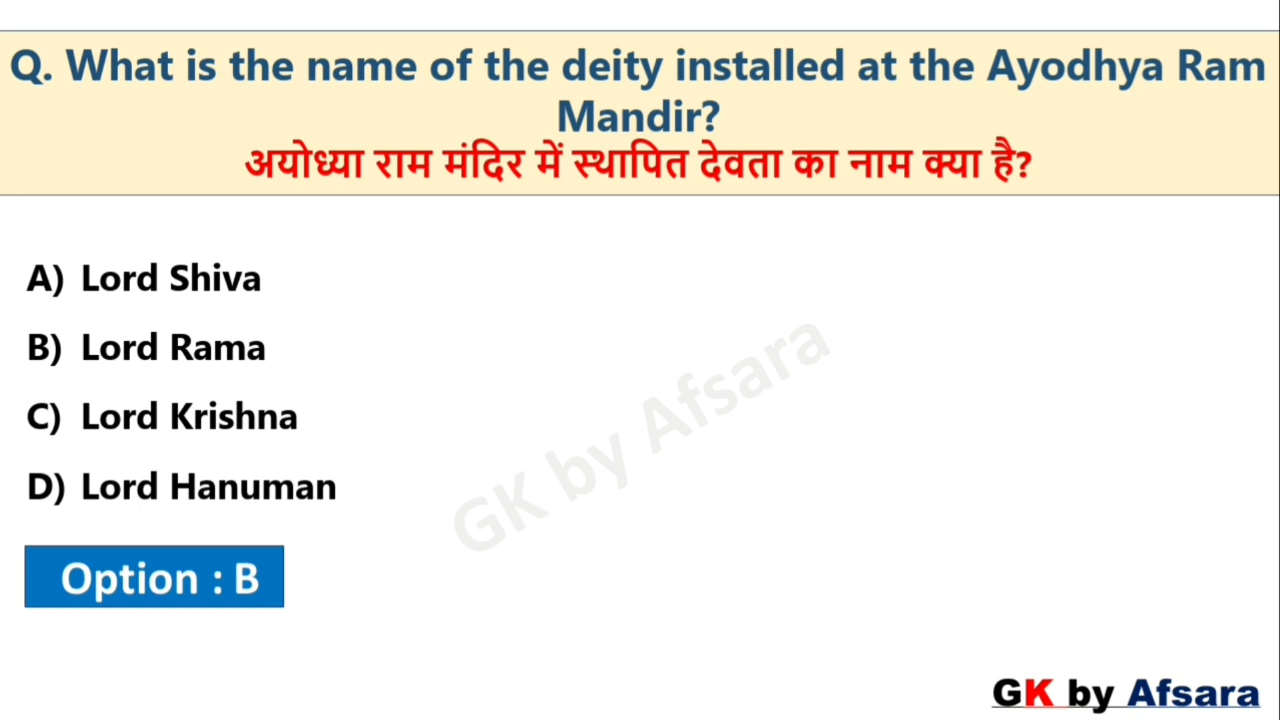 Q. What is the name of the deity installed at the Ayodhya Ram
Mandir?
अयोध्या राम मंदिर में स्थापित देवता का नाम क्या है?
A) Lord Shiva
B) Lord Rama
C) Lord Krishna
D) Lord Hanuman
GK by Afsara
Option : B
GK by Afsara